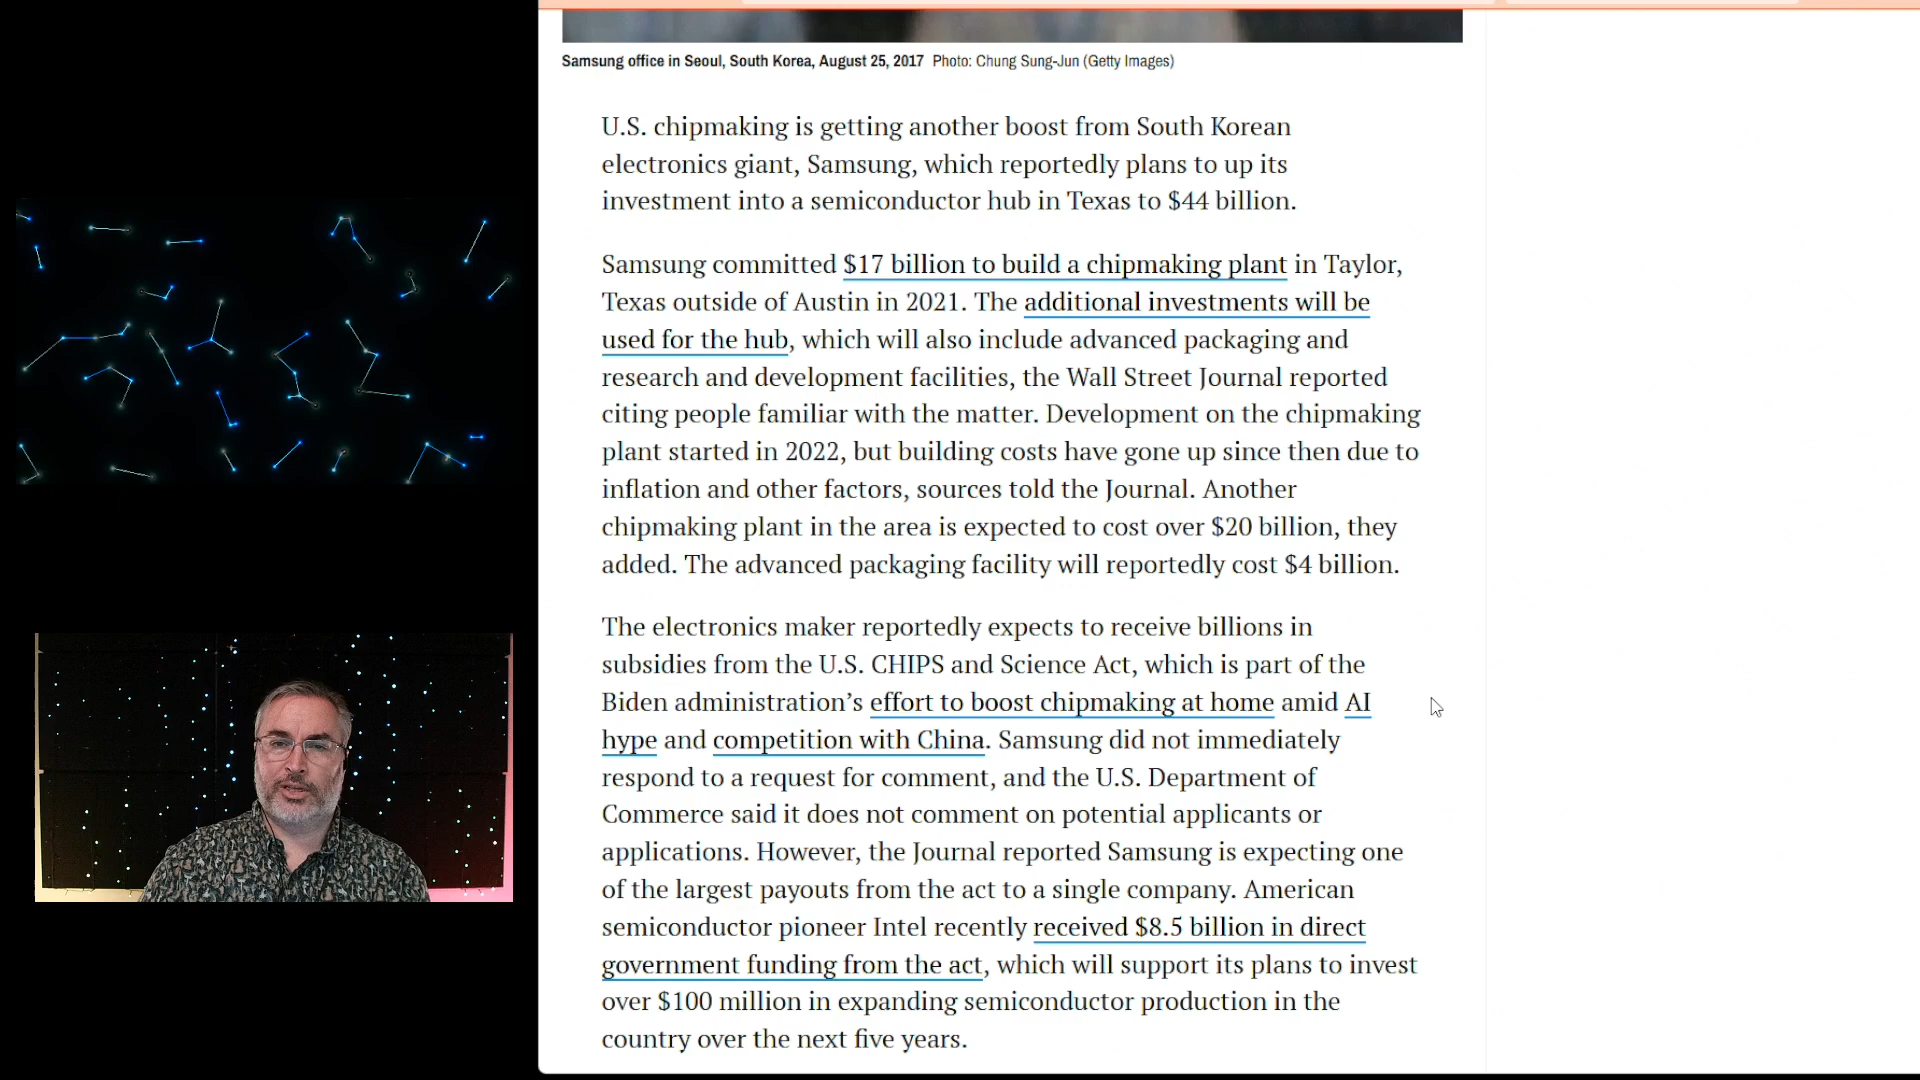 Samsung office in Seoul, South Korea, August 25, 2017 Photo: Chung Sung-Jun (Getty Images)
U.S. chipmaking is getting another boost from South Korean
electronics giant, Samsung, which reportedly plans to up its
investment into a semiconductor hub in Texas to $44 billion.
Samsung committed $17 billion to build a chipmaking plant in Taylor,
Texas outside of Austin in 2021. The additional investments will be
used for the hub, which will also include advanced packaging and
research and development facilities, the Wall Street Journal reported
citing people familiar with the matter. Development on the chipmaking
plant started in 2022, but building costs have gone up since then due to
inflation and other factors, sources told the Journal. Another
chipmaking plant in the area is expected to cost over $20 billion, they
added. The advanced packaging facility will reportedly cost $4 billion.
The electronics maker reportedly expects to receive billions in
subsidies from the U.S. CHIPS and Science Act, which is part of the
Biden administration’s effort to boost chipmaking at home amid AI
hype and competition with China. Samsung did not immediately
respond to a request for comment, and the U.S. Department of
Commerce said it does not comment on potential applicants or
applications. However, the Journal reported Samsung is expecting one
of the largest payouts from the act to a single company. American
semiconductor pioneer Intel recently received $8.5 billion in direct
government funding from the act, which will support its plans to invest
over $100 million in expanding semiconductor production in the
country over the next five years.